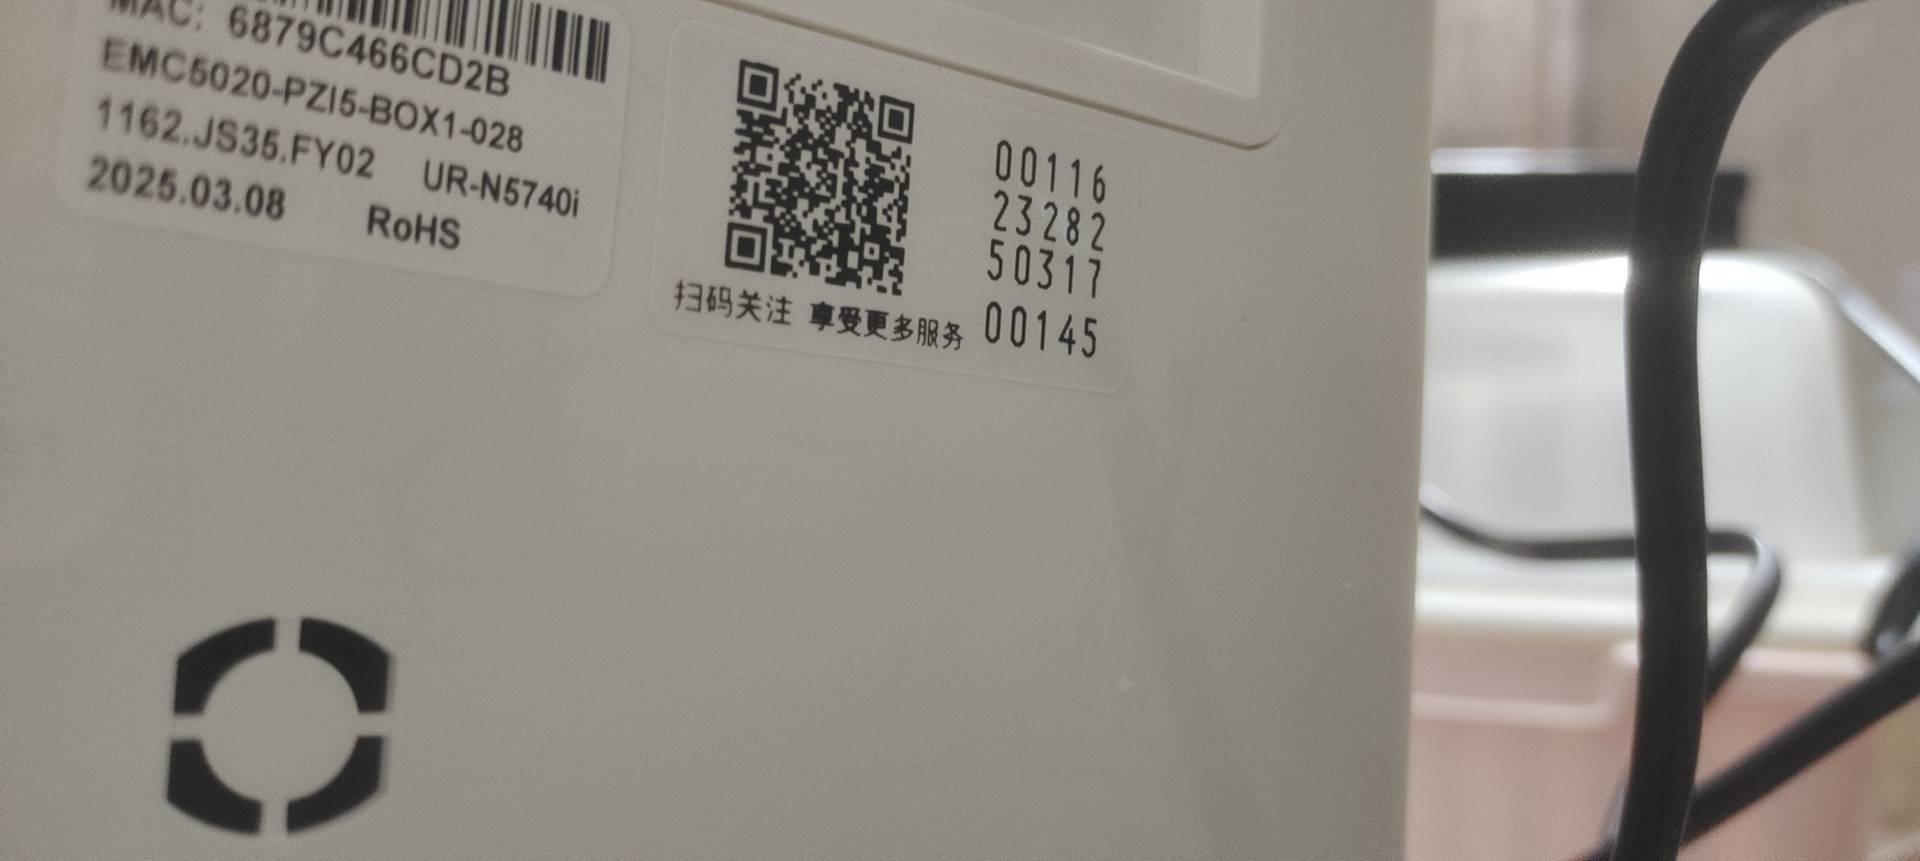 MAC: 6879C466CD2B
EMC5020-PZI5-BOX1-028
1162.JS35.FY02 UR-N5740i
2025.03.08 RoHS
00116
23282
50317
00145
扫码关注 享受更多服务